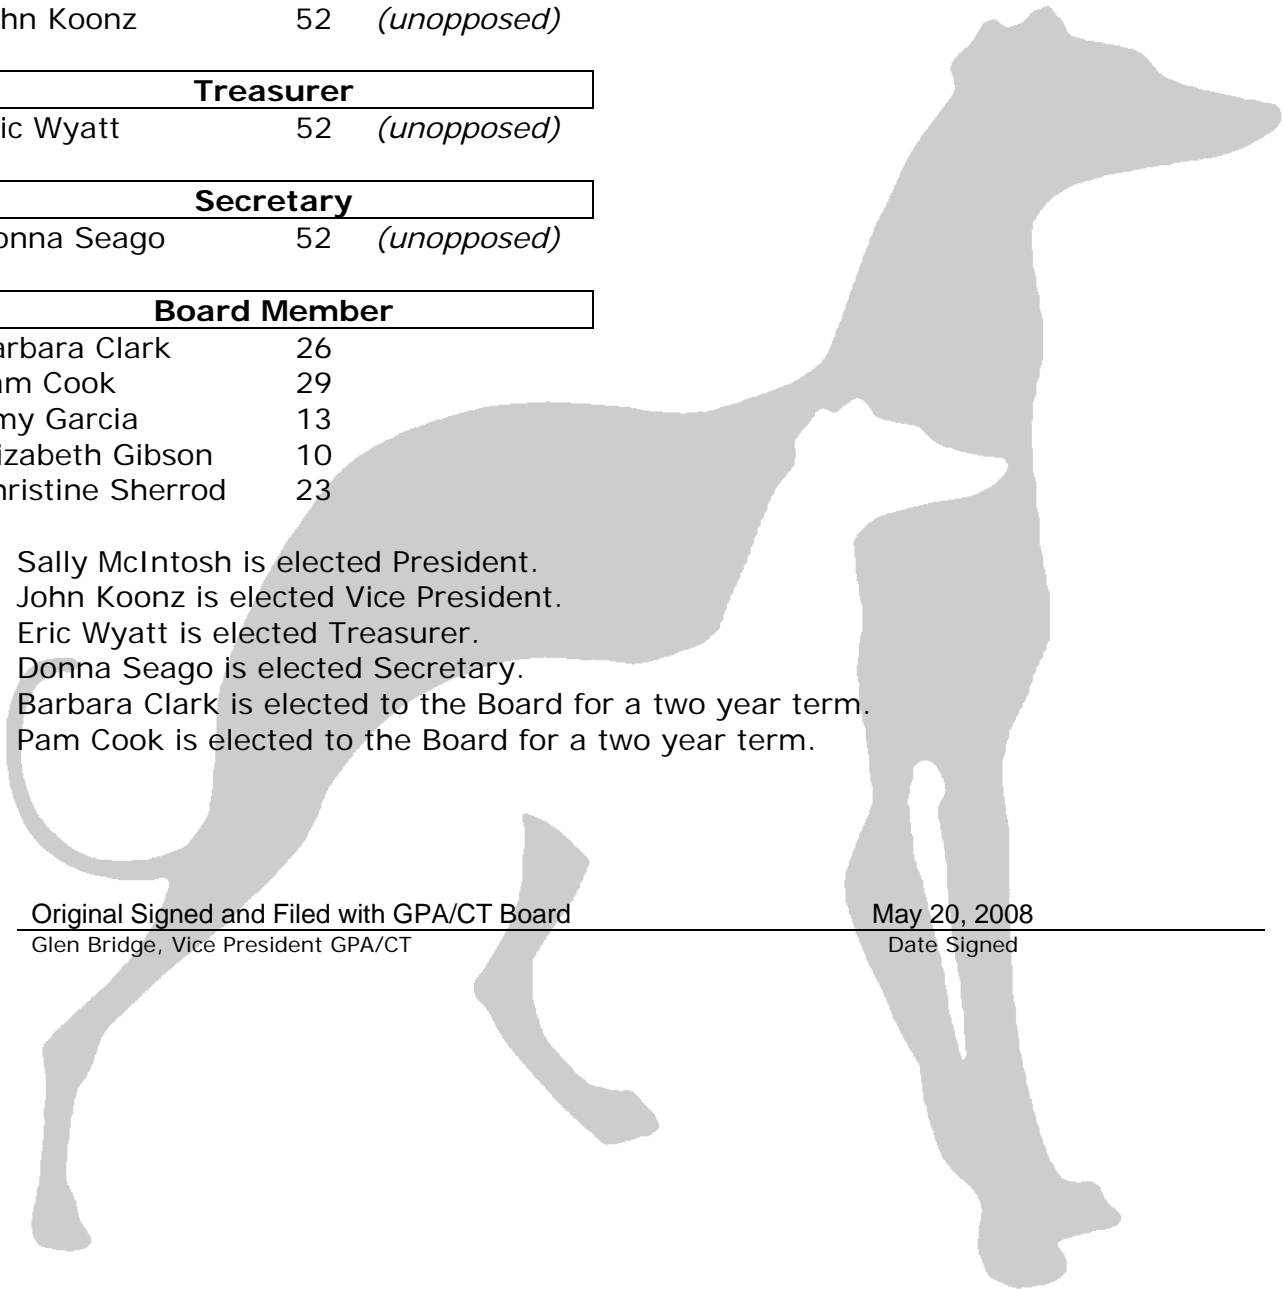 hn Koonz 52 (unopposed)
Treasurer
ic Wyatt 52 (unopposed)
Secretary
onna Seago 52 (unopposed)
Board Member
arbara Clark 26
am Cook 29
my Garcia 13
izabeth Gibson 10
hristine Sherrod 23
Sally McIntosh is elected President.
John Koonz is elected Vice President.
Eric Wyatt is elected Treasurer.
Donna Seago is elected Secretary.
Barbara Clark is elected to the Board for a two year term.
Pam Cook is elected to the Board for a two year term.
Original Signed and Filed with GPA/CT Board May 20, 2008
Glen Bridge, Vice President GPA/CT Date Signed